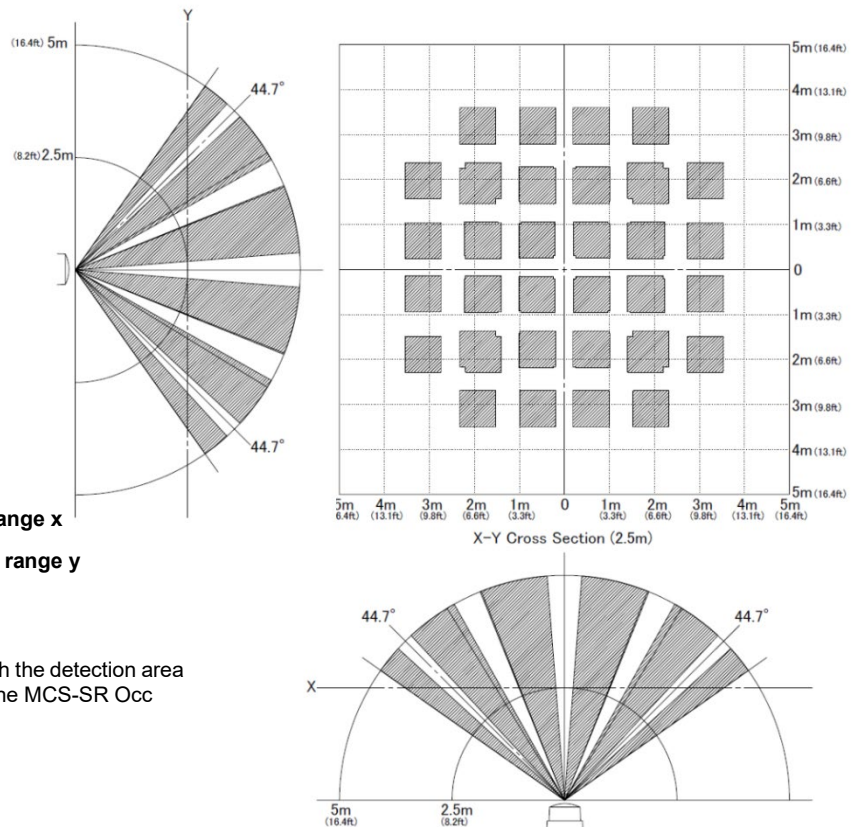 Y
(16.4ft) 5m
44.7°
(8.2ft) 2.5m
44.7°
5m (16.4ft)
4m (13.1ft)
3m (9.8ft)
2m (6.6ft)
1m (3.3ft)
0
1m (3.3ft)
2m (6.6ft)
3m (9.8ft)
4m (13.1ft)
5m (16.4ft)
5m 4m 3m 2m 1m 0 1m 2m 3m 4m 5m
6.4ft) (13.1ft) (9.8ft) (6.6ft) (3.3ft) (3.3ft) (6.6ft) (9.8ft) (13.1ft) (16.4ft)
X-Y Cross Section (2.5m)
ange x
range y
h the detection area
ne MCS-SR Occ
44.7° 44.7°
X
5m 2.5m
(16.4ft) (8.2ft)